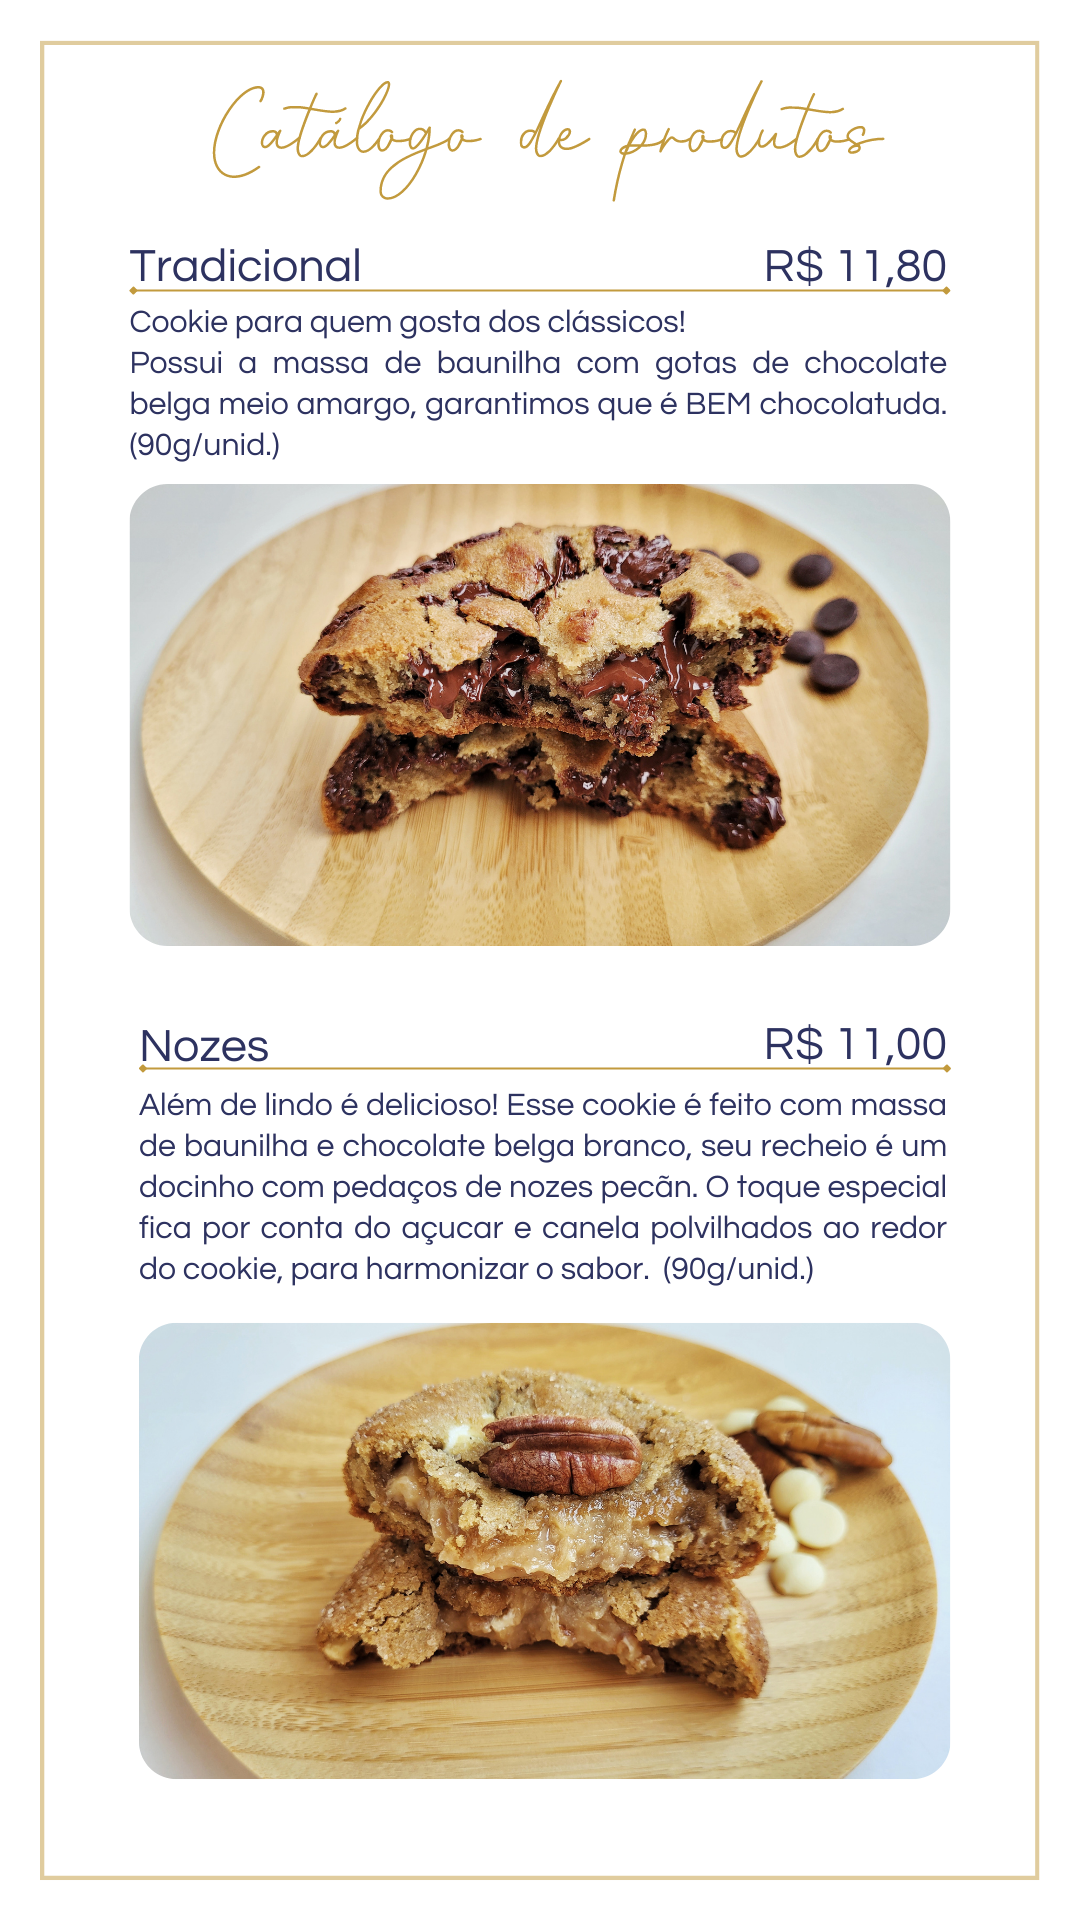 Catálogo de produtos
Tradicional R$ 11,80
Cookie para quem gosta dos clássicos!
Possui a massa de baunilha com gotas de chocolate
belga meio amargo, garantimos que é BEM chocolatuda.
(90g/unid.)
Nozes R$ 11,00
Além de lindo é delicioso! Esse cookie é feito com massa
de baunilha e chocolate belga branco, seu recheio é um
docinho com pedaços de nozes pecãn. O toque especial
fica por conta do açucar e canela polvilhados ao redor
do cookie, para harmonizar o sabor. (90g/unid.)